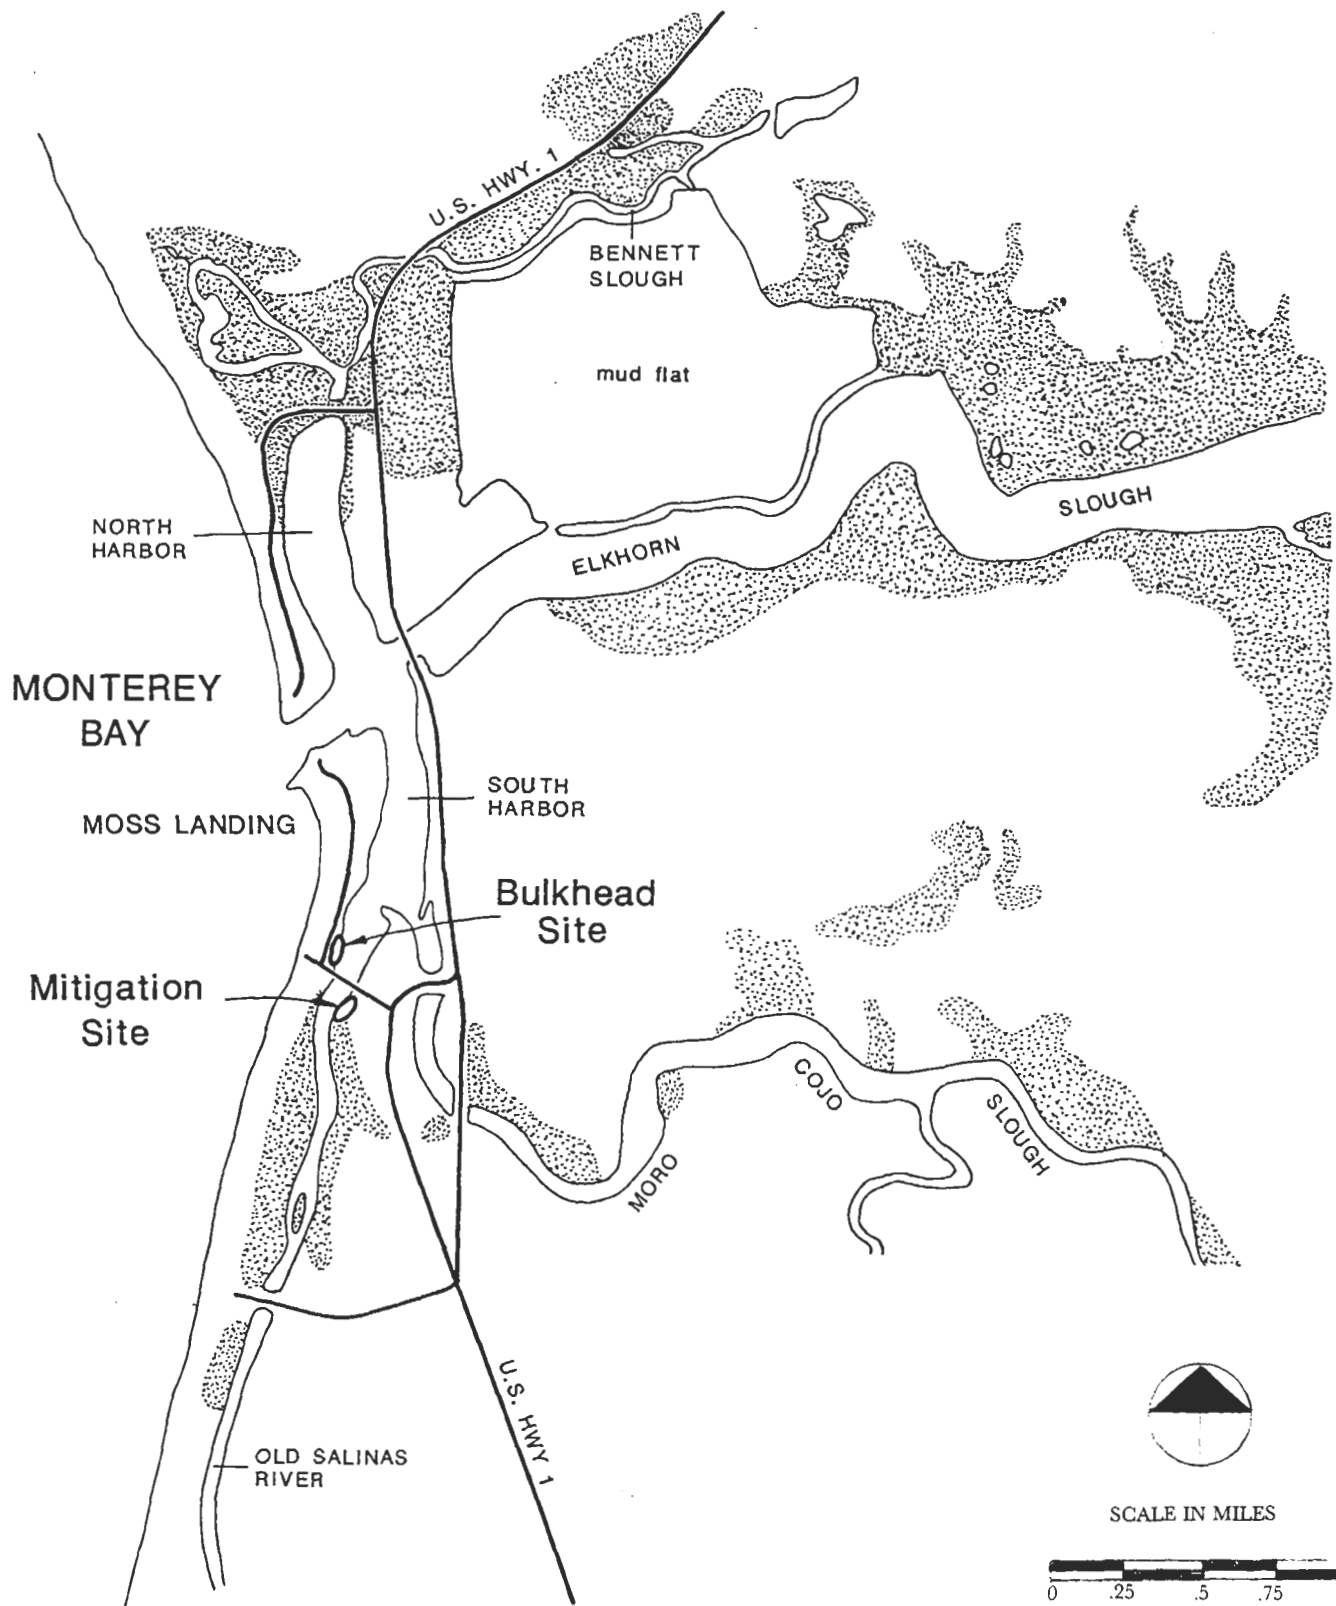 U.S. HWY. 1
BENNETT
SLOUGH
mud flat
NORTH
HARBOR
SLOUGH
ELKHORN
MONTEREY
BAY
SOUTH
HARBOR
MOSS LANDING
Bulkhead
Site
Mitigation
Site
COJO
SLOUGH
MORO
U.S. HWY 1
OLD SALINAS
RIVER
SCALE IN MILES
0 .25 .5 .75